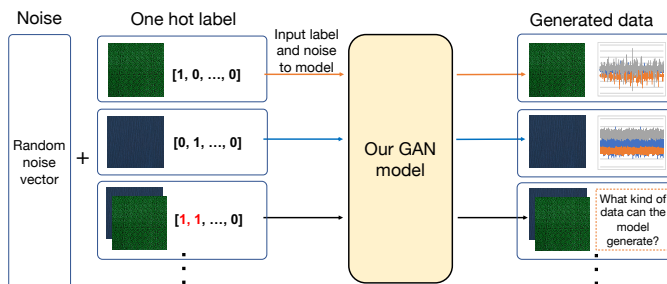 Noise
One hot label
Generated data
Input label
and noise
to model
[1, 0, ..., 0]
[0, 1, ..., 0]
Random
noise
vector
+
Our GAN
model
[1, 1, ..., 0]
What kind of
data can the
model
generate?